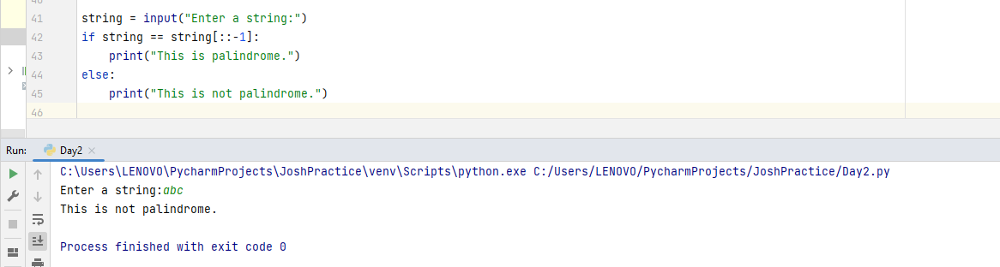 41 string = input("Enter a string:")
42 if string == string[::-1]:
43 print("This is palindrome.")
44 else:
45 print("This is not palindrome.")
46
Run: Day2
C:\Users\LENOVO\PycharmProjects\JoshPractice\venv\Scripts\python.exe C:/Users/LENOVO/PycharmProjects/JoshPractice/Day2.py
Enter a string:abc
This is not palindrome.
Process finished with exit code 0